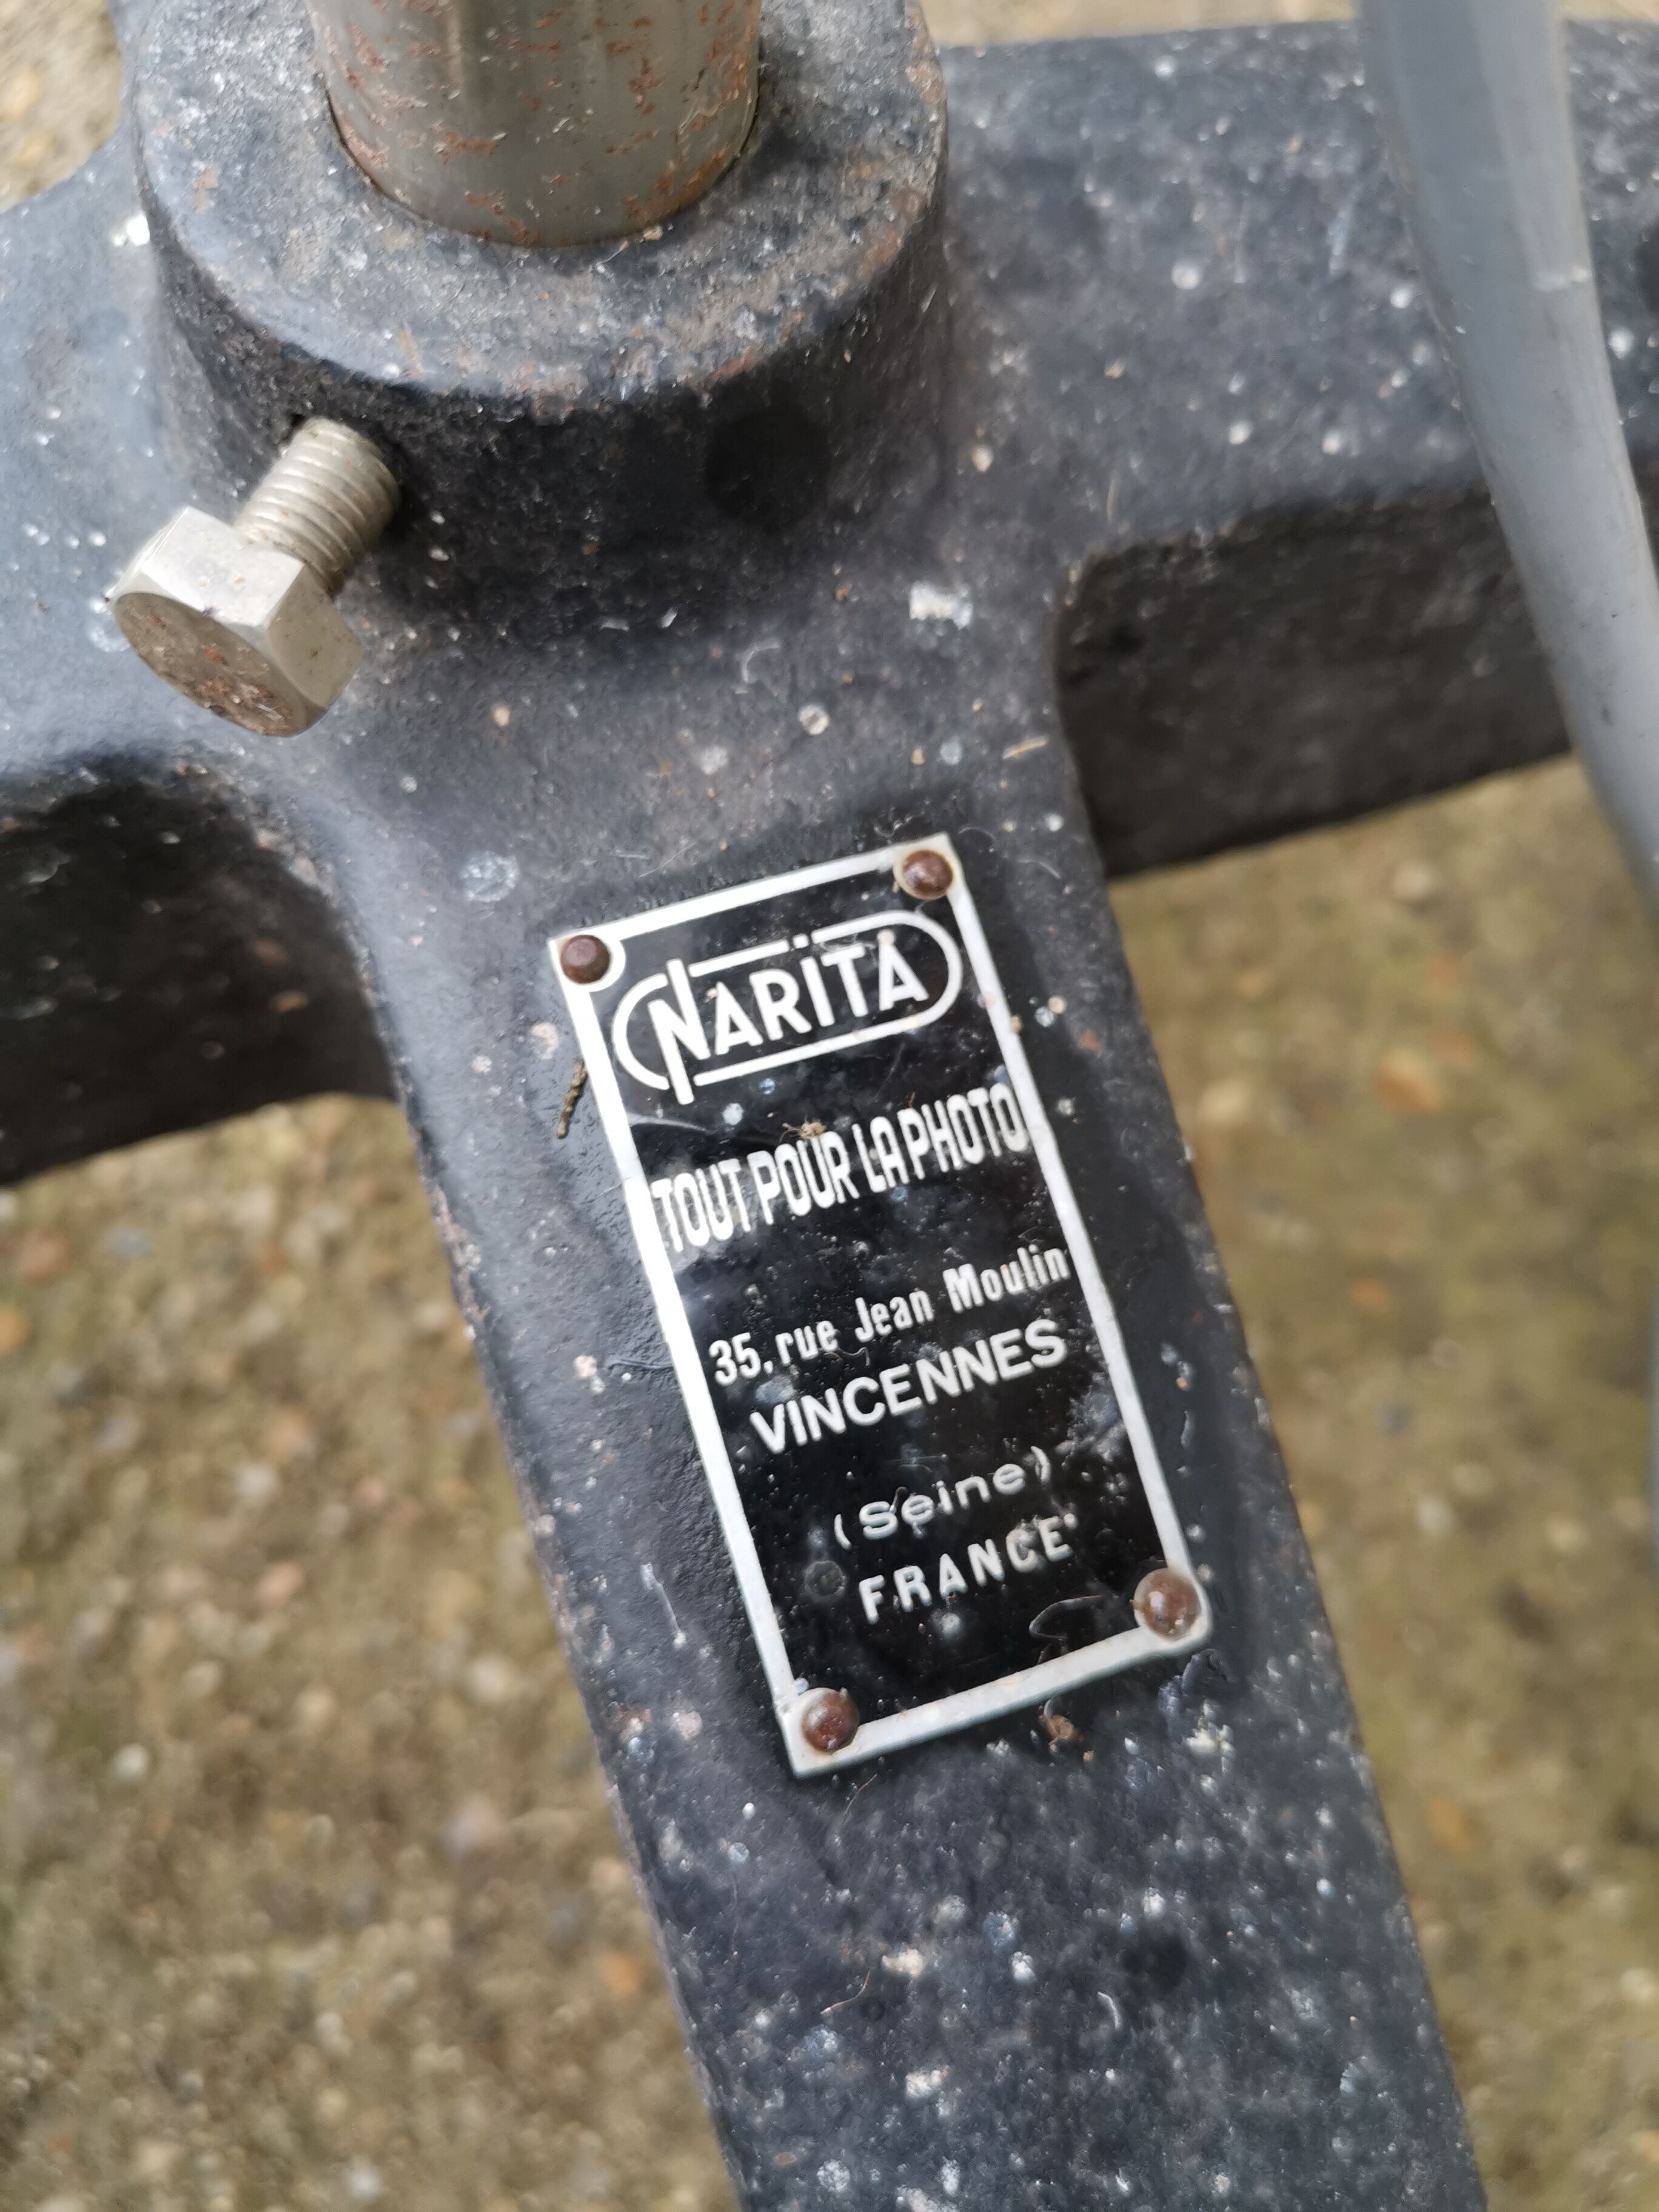 NARiTA
TOUT POUR LA PHOTO
35, rue Jean Moulin
VINCENNES
(Seine)
FRANCE